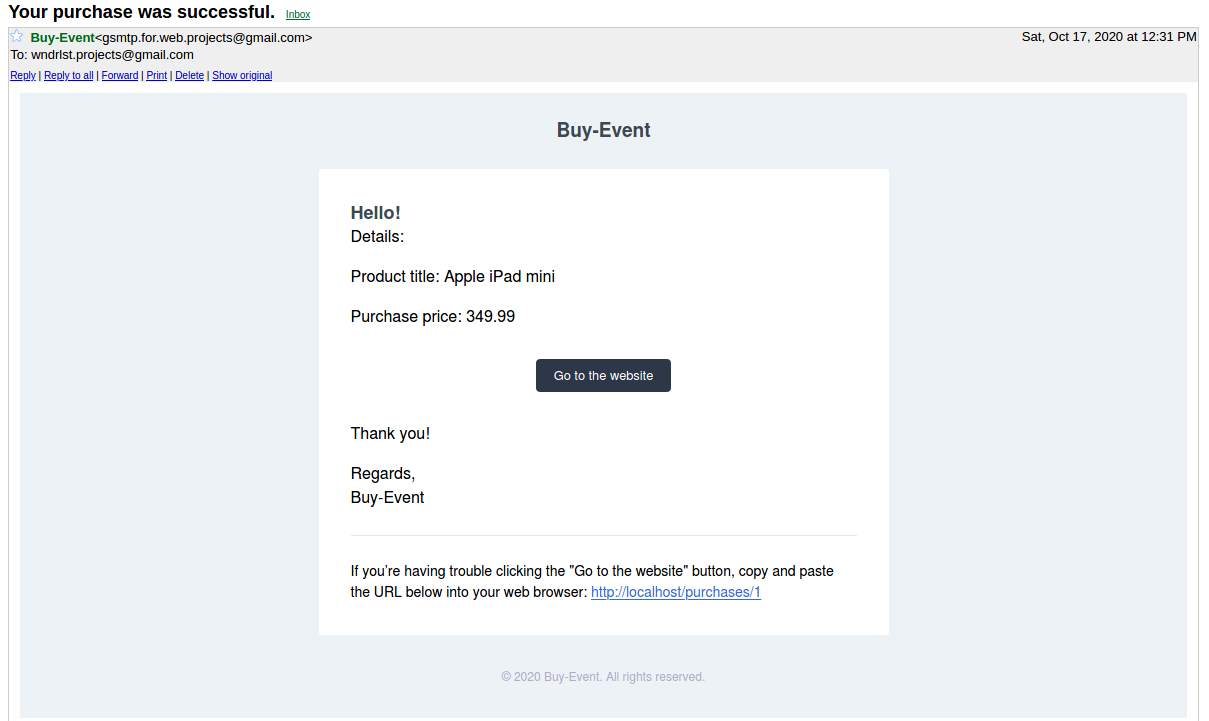 Your purchase was successful. Inbox
Buy-Event<gsmtp.for.web.projects@gmail.com> Sat, Oct 17, 2020 at 12:31 PM
To: wndrlst.projects@gmail.com
Reply | Reply to all | Forward | Print | Delete | Show original
Buy-Event
Hello!
Details:
Product title: Apple iPad mini
Purchase price: 349.99
Go to the website
Thank you!
Regards,
Buy-Event
If you’re having trouble clicking the "Go to the website" button, copy and paste
the URL below into your web browser: http://localhost/purchases/1
© 2020 Buy-Event. All rights reserved.